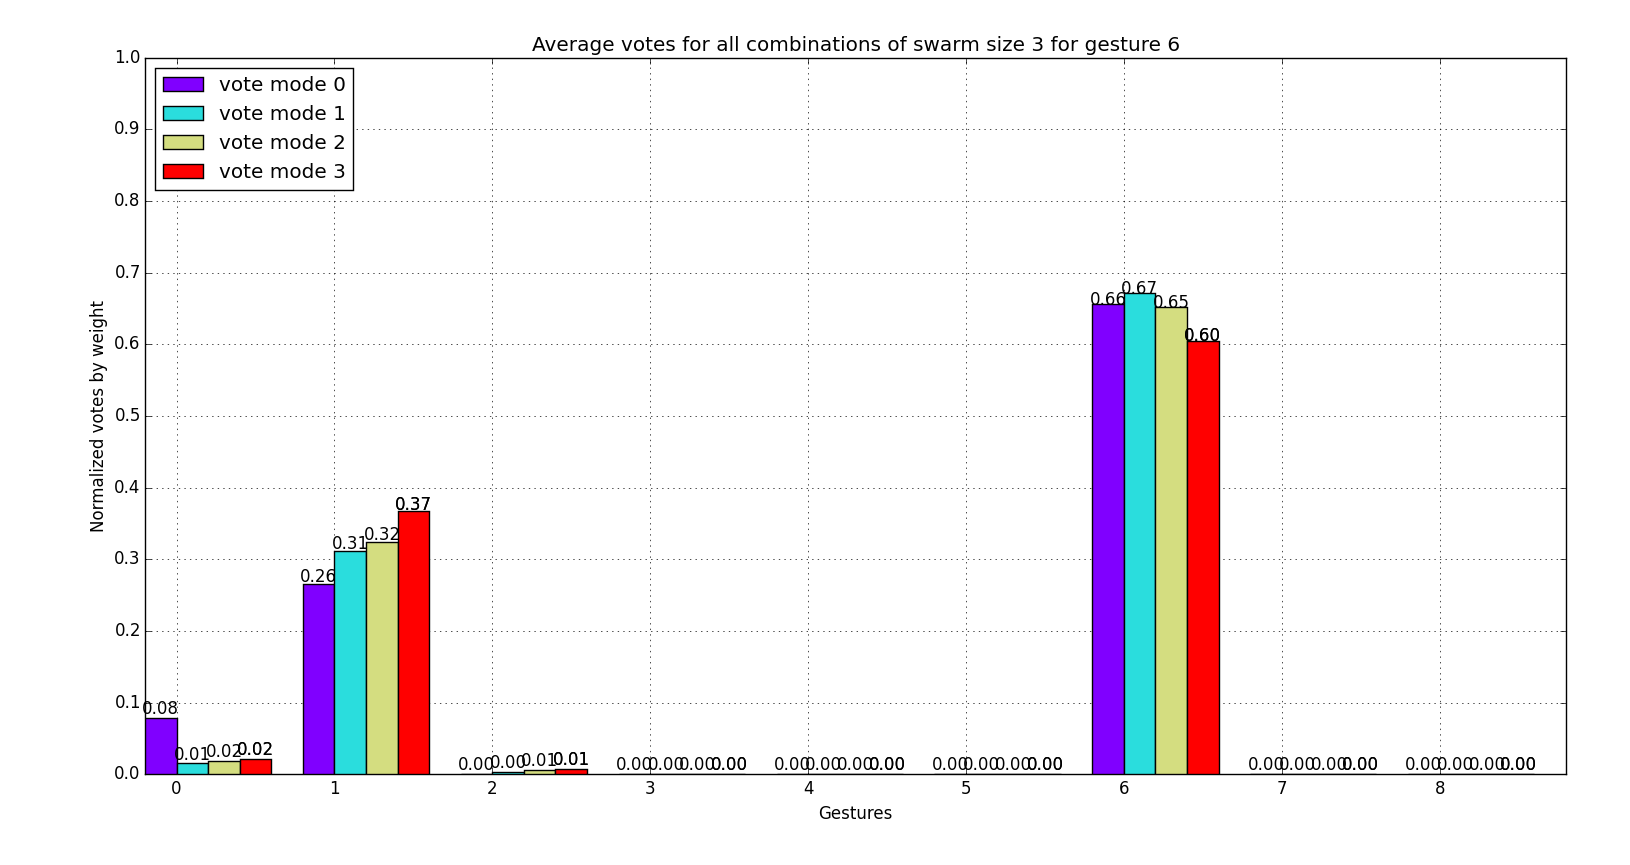 Average votes for all combinations of swarm size 3 for gesture 6
1.0
0.9
0.8
0.7
0.6
0.5
0.4
0.3
0.2
0.1
0.0
Normalized votes by weight
vote mode 0
vote mode 1
vote mode 2
vote mode 3
0.08 0.01 0.02 0.02
0.26 0.31 0.32 0.37
0.00 0.00 0.01 0.01
0.00 0.00 0.00 0.00
0.00 0.00 0.00 0.00
0.00 0.00 0.00 0.00
0.66 0.67 0.65 0.60
0.00 0.00 0.00 0.00
0.00 0.00 0.00 0.00
0 1 2 3 4 5 6 7 8
Gestures